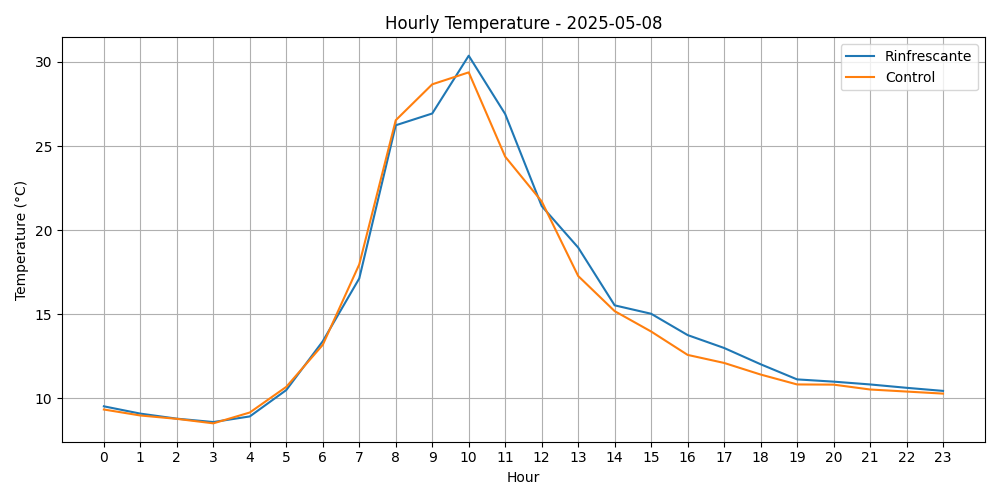 Hourly Temperature - 2025-05-08
Rinfrescante
Control
Temperature (°C)
30
25
20
15
10
0 1 2 3 4 5 6 7 8 9 10 11 12 13 14 15 16 17 18 19 20 21 22 23
Hour